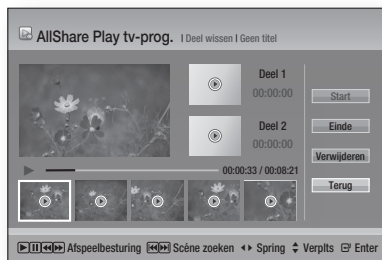 AllShare Play tv-prog. I Deel wissen I Geen titel
Deel 1
00:00:00
Start
Deel 2
00:00:00
Einde
Verwijderen
00:00:33 / 00:08:21
Terug
Afspeelbesturing Scène zoeken Spring Verplts Enter